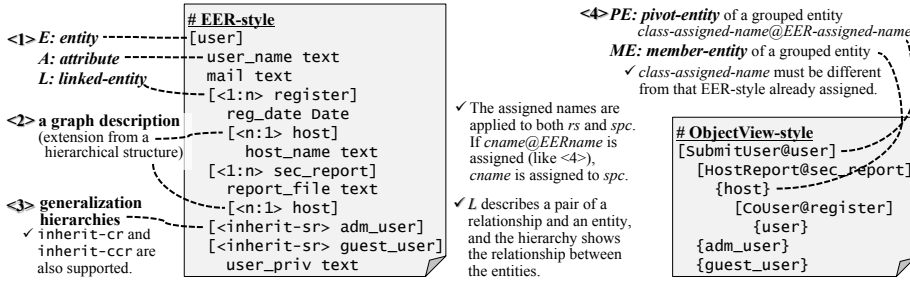 <1> E: entity
A: attribute
L: linked-entity
<2> a graph description
(extension from a
hierarchical structure)
<3> generalization
hierarchies
✓ inherit-cr and
inherit-ccr are
also supported.
# EER-style
[user]
user_name text
mail text
[<1:n> register]
reg_date Date
[<n:1> host]
host_name text
[<1:n> sec_report]
report_file text
[<n:1> host]
[<inherit-sr> adm_user]
[<inherit-sr> guest_user]
user_priv text
✓ The assigned names are
applied to both rs and spc.
If cname@EERname is
assigned (like <4>),
cname is assigned to spc.
✓ L describes a pair of a
relationship and an entity,
and the hierarchy shows
the relationship between
the entities.
<4> PE: pivot-entity of a grouped entity
class-assigned-name@EER-assigned-name
ME: member-entity of a grouped entity
✓ class-assigned-name must be different
from that EER-style already assigned.
# ObjectView-style
[SubmitUser@user]
[HostReport@sec_report]
{host}
[CoUser@register]
{user}
{adm_user}
{guest_user}